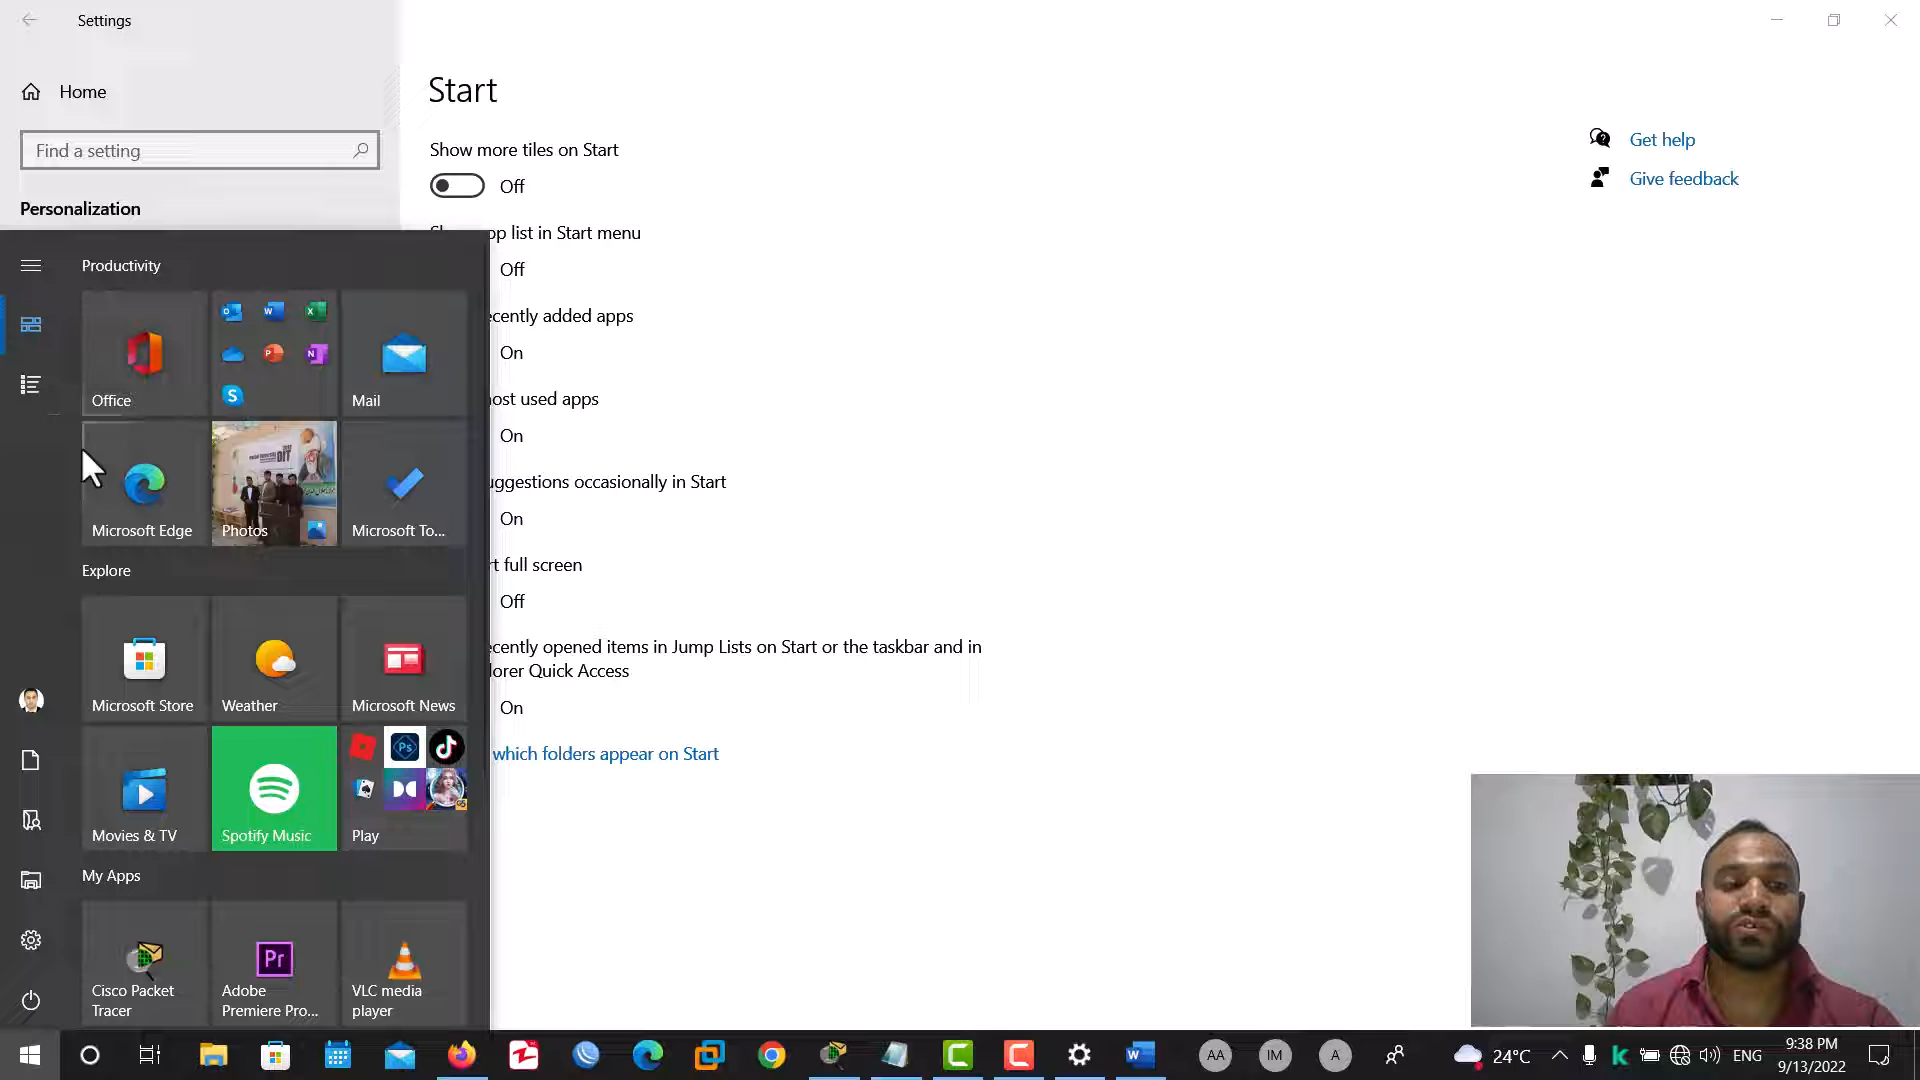 Settings
Home
Find a setting
Personalization
Start
Show more tiles on Start
Off
pp list in Start menu
Off
ecently added apps
On
ost used apps
On
uggestions occasionally in Start
On
rt full screen
Off
ecently opened items in Jump Lists on Start or the taskbar and in
lorer Quick Access
On
which folders appear on Start
Get help
Give feedback
Productivity
Office
Mail
Microsoft Edge
Photos
Microsoft To...
Explore
Microsoft Store
Weather
Microsoft News
Movies & TV
Spotify Music
Play
My Apps
Cisco Packet
Tracer
Pr
Adobe
Premiere Pro...
VLC media
player
AA
IM
A
24°C
ENG
9:38 PM
9/13/2022